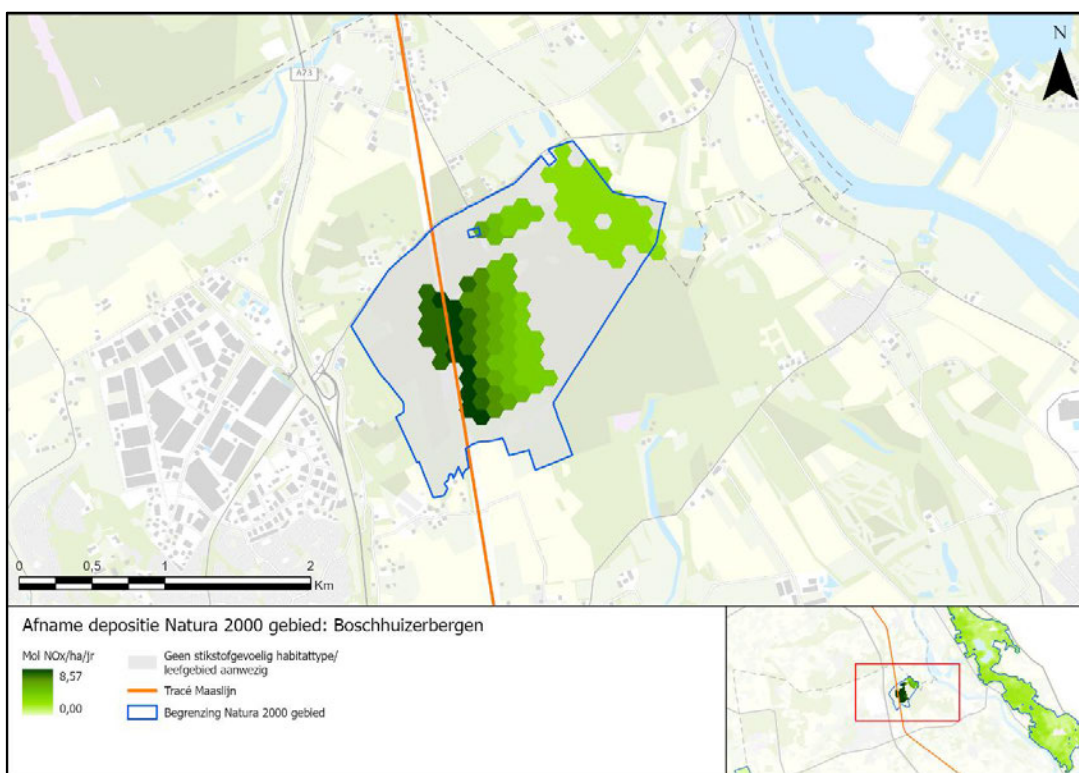 N
A73
0 0,5 1 2
Km
Afname depositie Natura 2000 gebied: Boschhuizerbergen
Mol NOx/ha/jr
8,57
0,00
Geen stikstofgevoelig habitattype/
leefgebied aanwezig
Tracé Maaslijn
Begrenzing Natura 2000 gebied